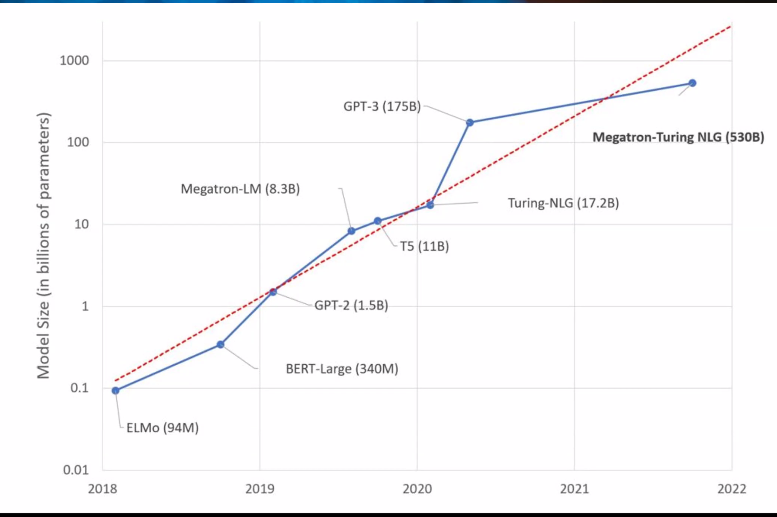 Model Size (in billions of parameters)
1000
100
10
1
0.1
0.01
2018
2019
2020
2021
2022
GPT-3 (175B)
Megatron-Turing NLG (530B)
Megatron-LM (8.3B)
Turing-NLG (17.2B)
T5 (11B)
GPT-2 (1.5B)
BERT-Large (340M)
ELMo (94M)